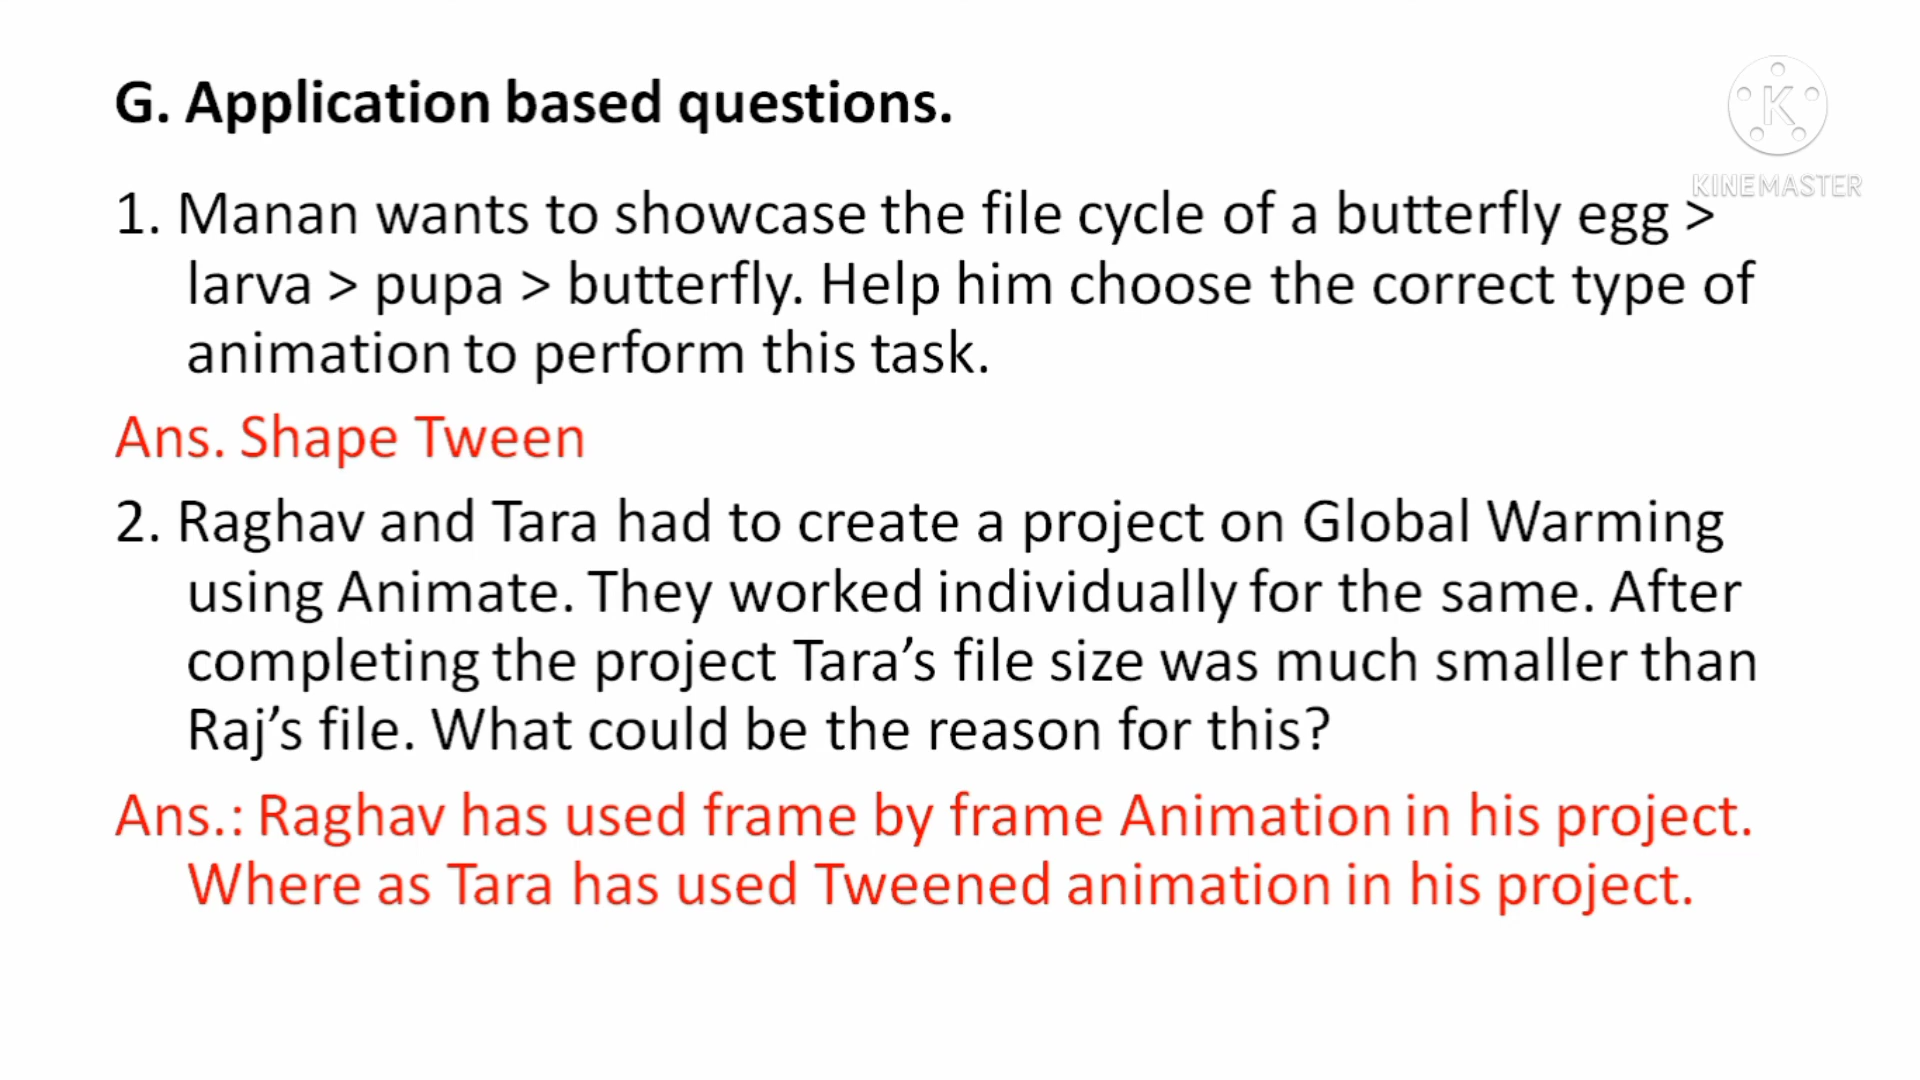 G. Application based questions.
K
KINEMASTER
1. Manan wants to showcase the file cycle of a butterfly egg >
larva > pupa > butterfly. Help him choose the correct type of
animation to perform this task.
Ans. Shape Tween
2. Raghav and Tara had to create a project on Global Warming
using Animate. They worked individually for the same. After
completing the project Tara’s file size was much smaller than
Raj’s file. What could be the reason for this?
Ans.: Raghav has used frame by frame Animation in his project.
Where as Tara has used Tweened animation in his project.